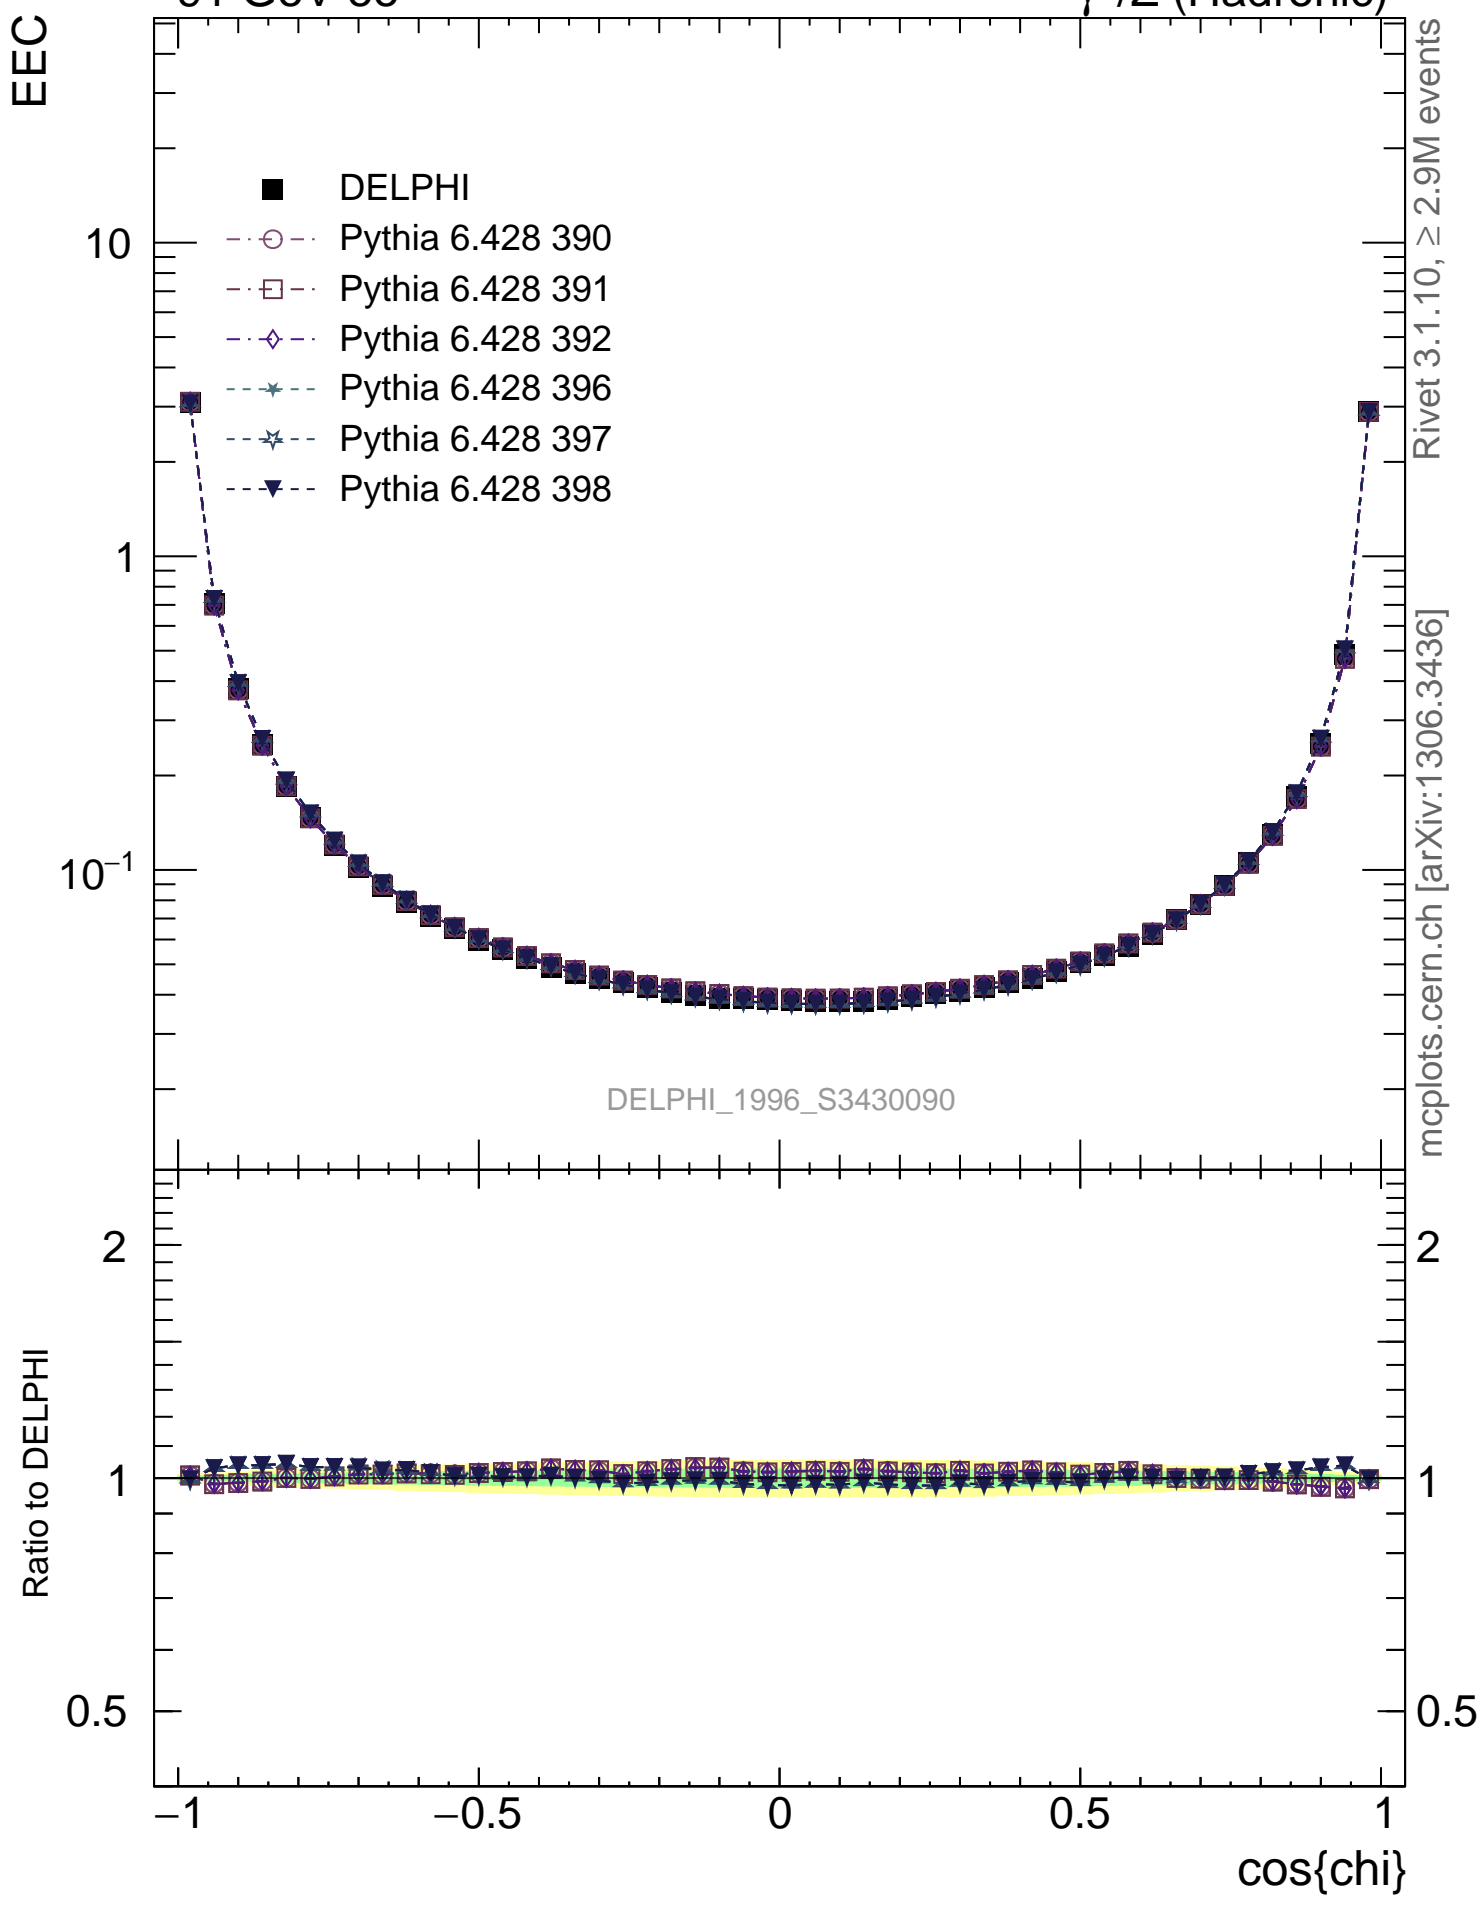 EEC
DELPHI
Pythia 6.428 390
Pythia 6.428 391
Pythia 6.428 392
Pythia 6.428 396
Pythia 6.428 397
Pythia 6.428 398
10
1
10⁻¹
DELPHI_1996_S3430090
Rivet 3.1.10, ≥ 2.9M events
mcplots.cern.ch [arXiv:1306.3436]
Ratio to DELPHI
2
1
0.5
2
1
0.5
−1
−0.5
0
0.5
1
cos{chi}